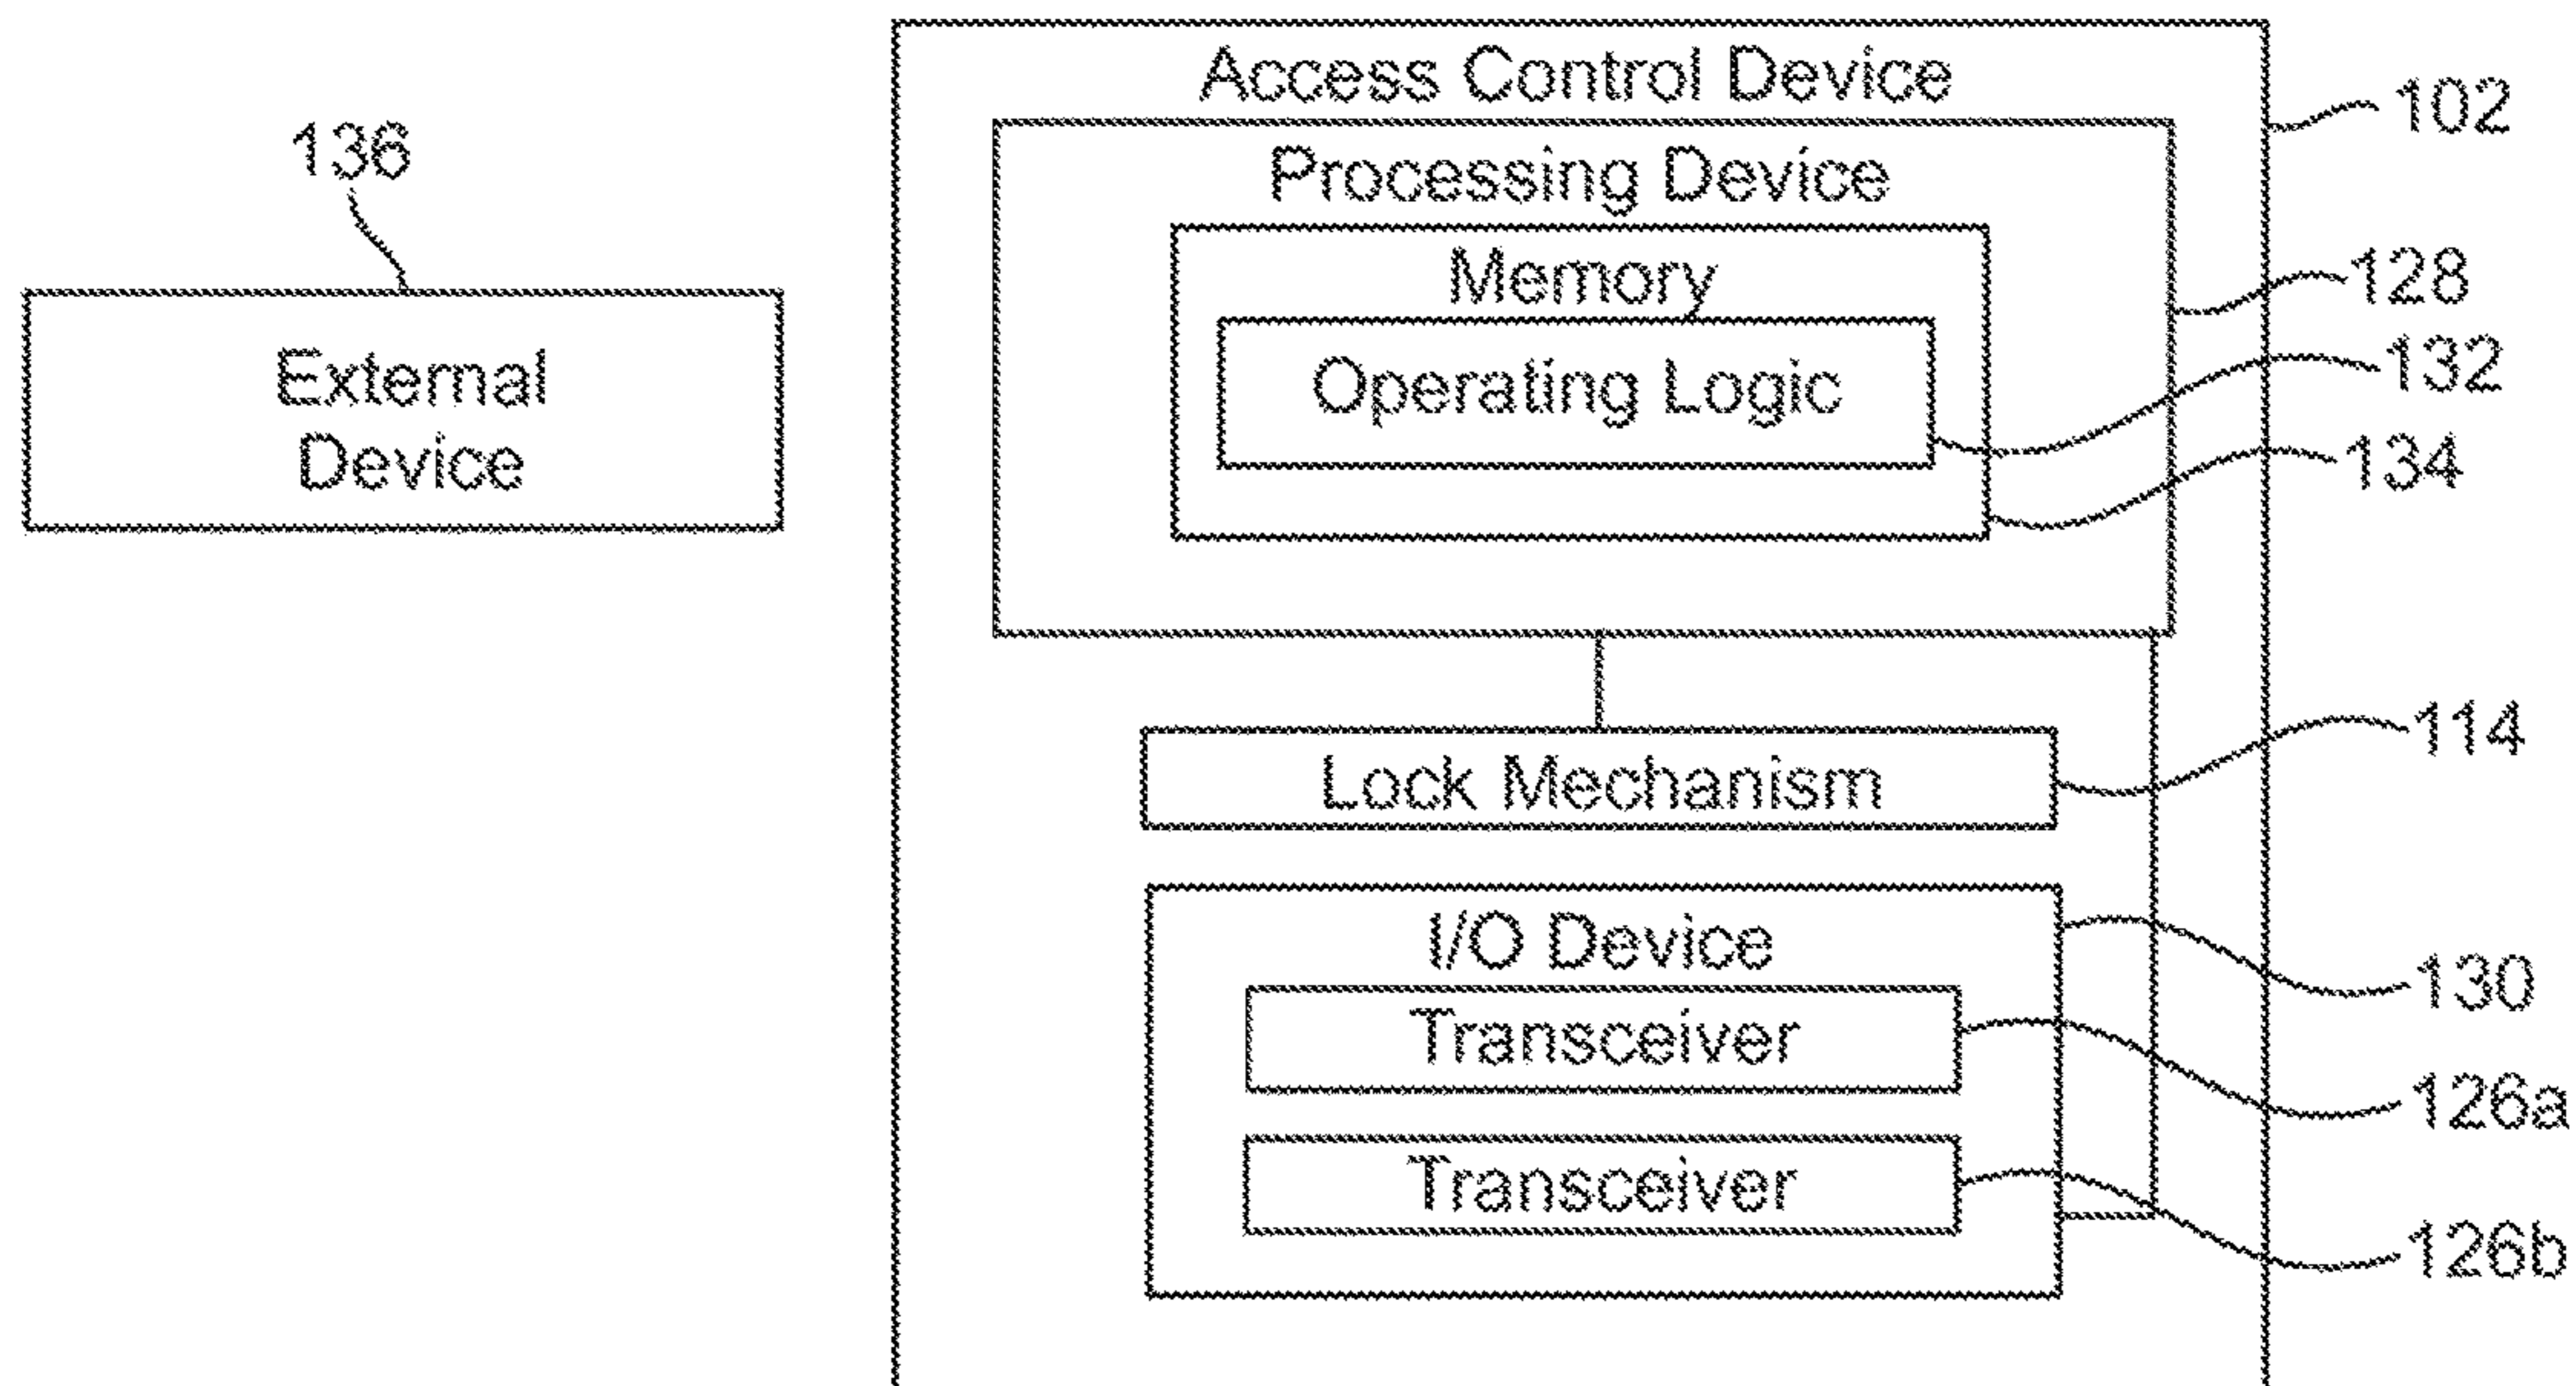 Access Control Device
102
136
Processing Device
128
Memory
External
Device
Operating Logic
132
134
Lock Mechanism
114
I/O Device
130
Transceiver
126a
Transceiver
126b